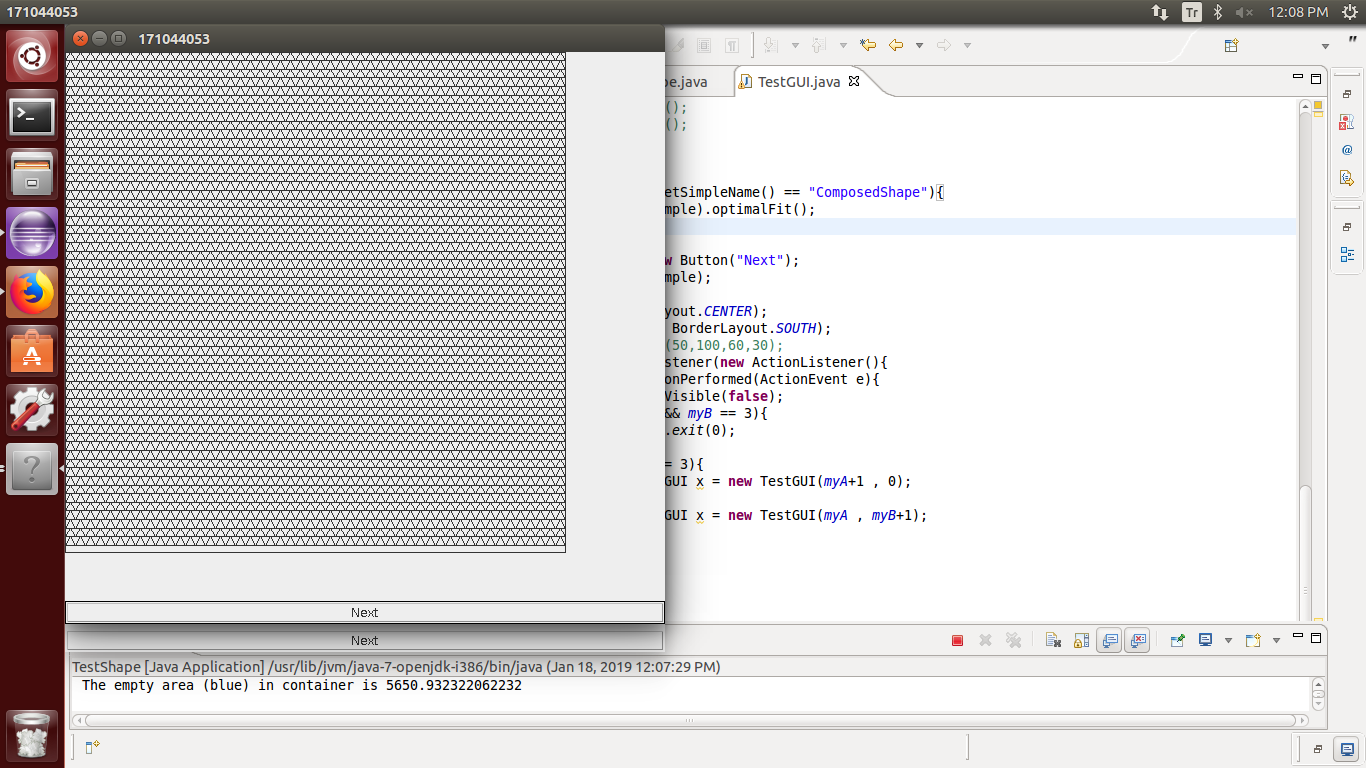 171044053
Tr
12:08 PM
171044053
pe.java
TestGUI.java
();
();
etSimpleName() == "ComposedShape"){
mple).optimalFit();
w Button("Next");
mple);
yout.CENTER);
BorderLayout.SOUTH);
(50,100,60,30);
stener(new ActionListener(){
onPerformed(ActionEvent e){
Visible(false);
&& myB == 3){
.exit(0);
= 3){
GUI x = new TestGUI(myA+1 , 0);
GUI x = new TestGUI(myA , myB+1);
Next
Next
TestShape [Java Application] /usr/lib/jvm/java-7-openjdk-i386/bin/java (Jan 18, 2019 12:07:29 PM)
The empty area (blue) in container is 5650.932322062232